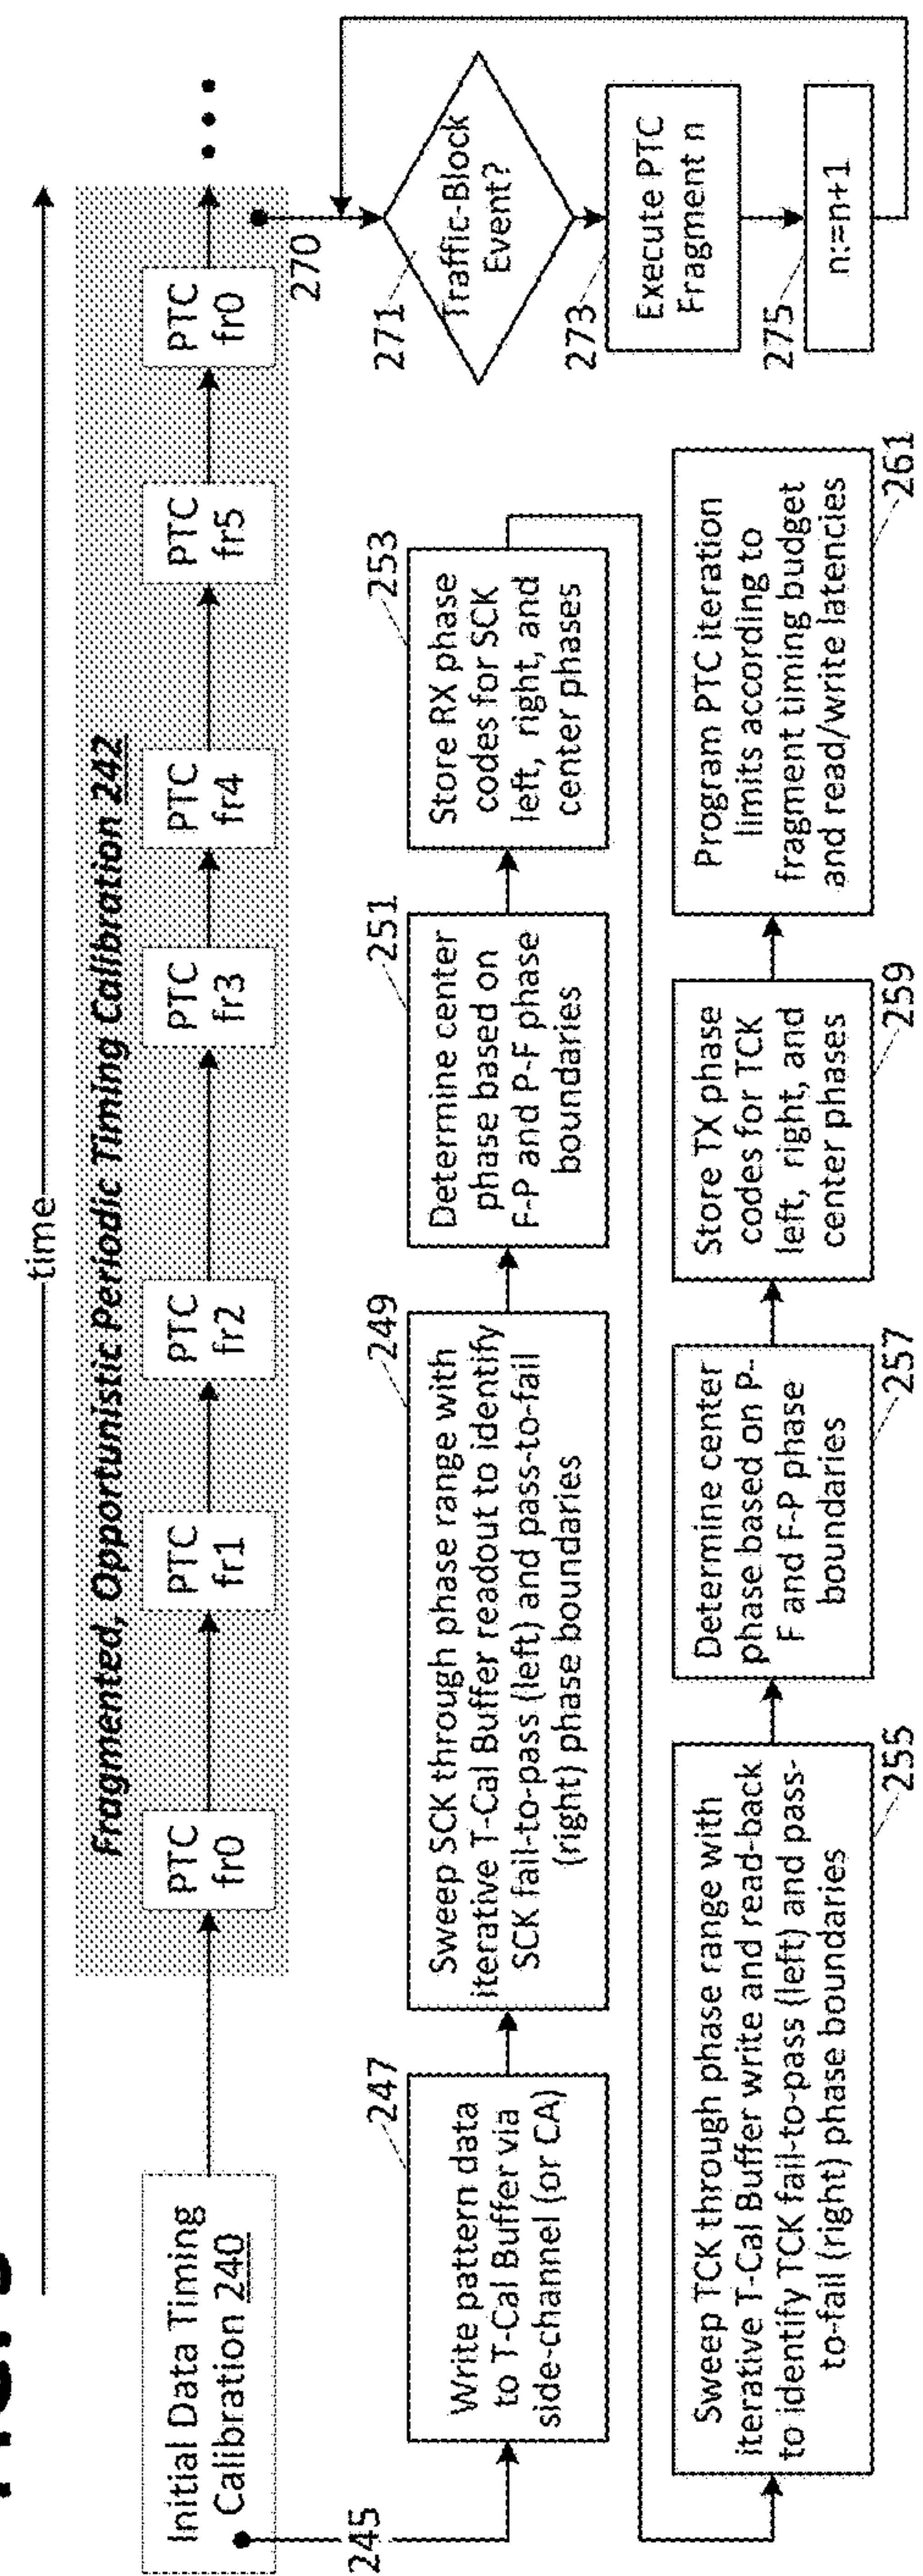 time
Fragmented, Opportunistic Periodic Timing Calibration 242
Initial Data Timing
Calibration 240
PTC
fr0
PTC
fr1
PTC
fr2
PTC
fr3
PTC
fr4
PTC
fr5
PTC
fr0
245
247
Write pattern data
to T-Cal Buffer via
side-channel (or CA)
249
Sweep SCK through phase range with
iterative T-Cal Buffer readout to identify
SCK fail-to-pass (left) and pass-to-fail
(right) phase boundaries
251
Determine center
phase based on
F-P and P-F phase
boundaries
253
Store RX phase
codes for SCK
left, right, and
center phases
Sweep TCK through phase range with
iterative T-Cal Buffer write and read-back
to identify TCK fail-to-pass (left) and pass-
to-fail (right) phase boundaries
255
Determine center
phase based on P-
F and F-P phase
boundaries
257
Store TX phase
codes for TCK
left, right, and
center phases
259
Program PTC iteration
limits according to
fragment timing budget
and read/write latencies
261
270
271
Traffic-Block
Event?
273
Execute PTC
Fragment n
275
n:=n+1